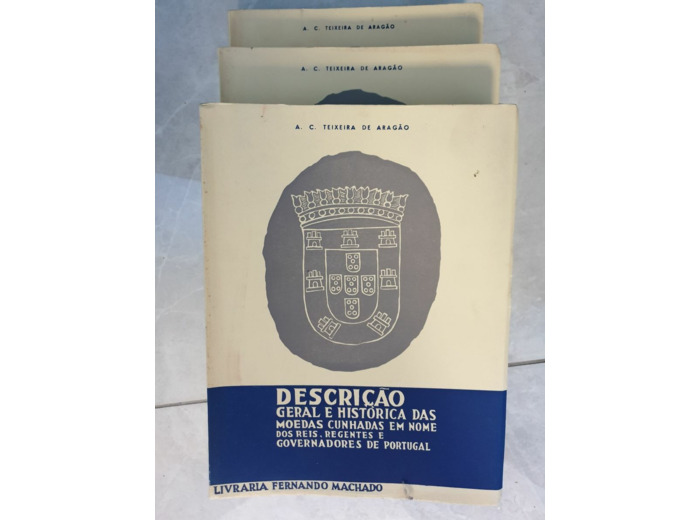 A. C. TEIXEIRA DE ARAGÃO
A. C. TEIXEIRA DE ARAGÃO
A. C. TEIXEIRA DE ARAGÃO
DESCRIÇÃO
GERAL E HISTÓRICA DAS
MOEDAS CUNHADAS EM NOME
DOS REIS, REGENTES E
GOVERNADORES DE PORTUGAL
LIVRARIA FERNANDO MACHADO